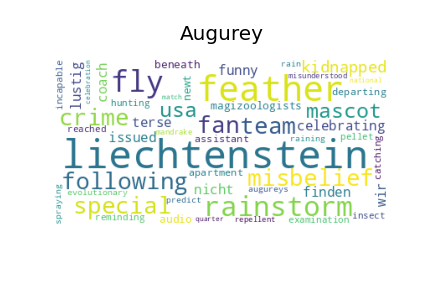 Augurey
incapable
celebration
lustig
coach
fly
beneath
newt
funny
feather
rain
misunderstood
kidnapped
national
match
hunting
magizoologists
departing
crime
usa
mascot
reached
terse
fan
team
celebrating
mandrake
issued
assistant
raining
pellet
catching
liechtenstein
following
apartment
misbelief
evolutionary
nicht
augureys
finden
wir
spraying
special
predict
rainstorm
insect
reminding
audio
quarter
repellent
examination